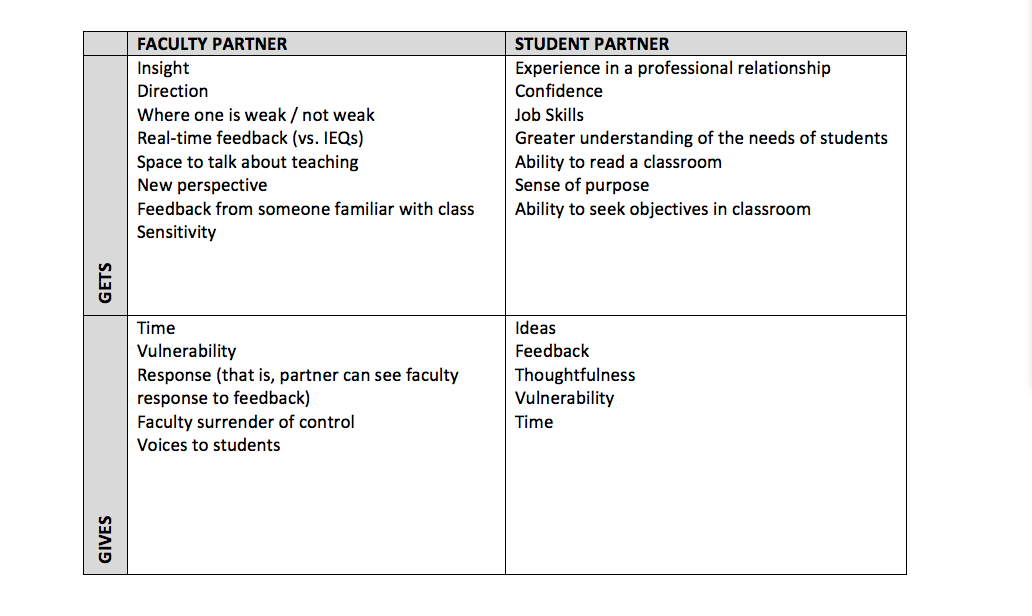 FACULTY PARTNER
STUDENT PARTNER
GETS
Insight
Direction
Where one is weak / not weak
Real-time feedback (vs. IEQs)
Space to talk about teaching
New perspective
Feedback from someone familiar with class
Sensitivity
Experience in a professional relationship
Confidence
Job Skills
Greater understanding of the needs of students
Ability to read a classroom
Sense of purpose
Ability to seek objectives in classroom
GIVES
Time
Vulnerability
Response (that is, partner can see faculty
response to feedback)
Faculty surrender of control
Voices to students
Ideas
Feedback
Thoughtfulness
Vulnerability
Time